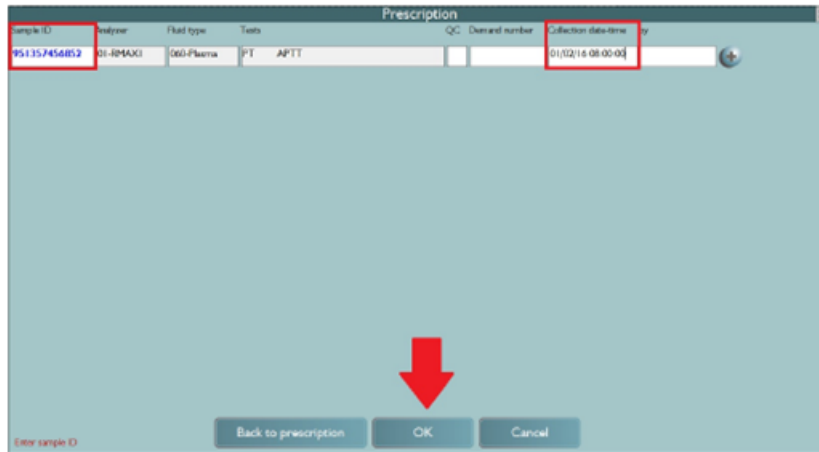 Prescription
Sample ID Analyzer Fluid type Tests QC Demand number Collection date-time
951357456852 01-RMAXI 060-Plasma PT APTT 01/02/16 08:00:00
Back to prescription OK Cancel
Enter sample ID